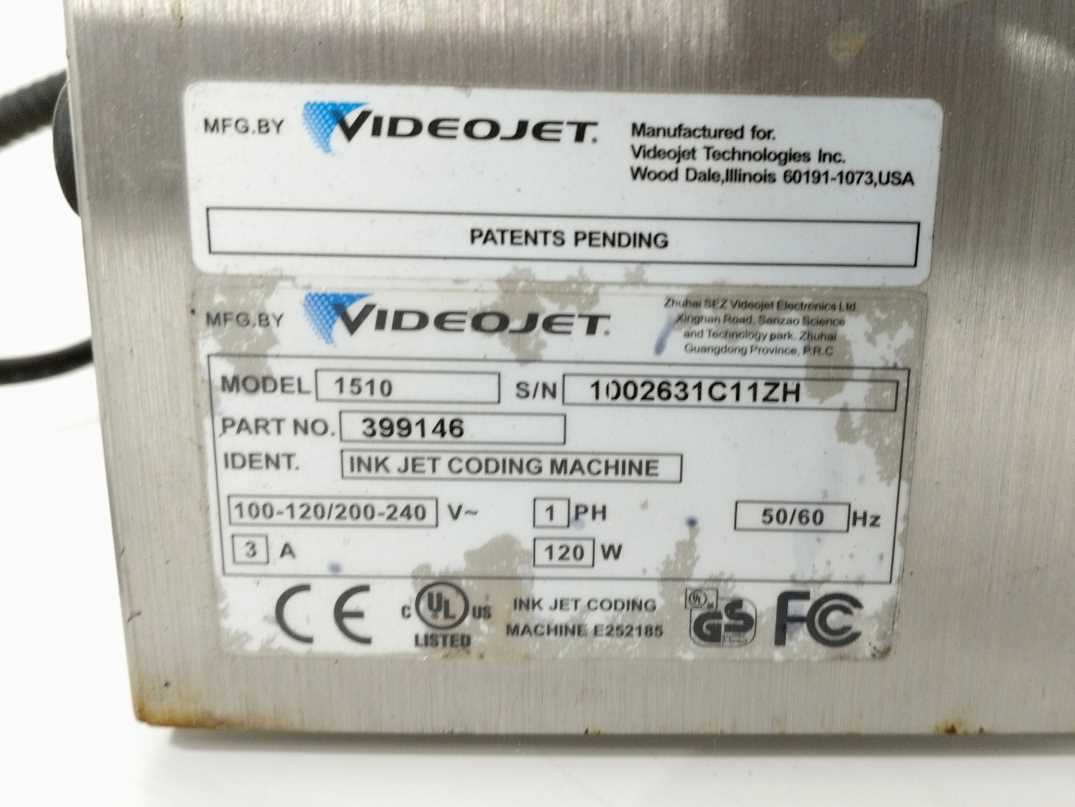 MFG.BY VIDEOJET.
Manufactured for.
Videojet Technologies Inc.
Wood Dale,Illinois 60191-1073,USA
PATENTS PENDING
MFG.BY VIDEOJET.
Zhuhai SEZ Videojet Electronics Ltd.
Xinghan Road, Sanzao Science
and Technology park. Zhuhai
Guangdong Province, P.R.C
MODEL 1510 S/N 1002631C11ZH
PART NO. 399146
IDENT. INK JET CODING MACHINE
100-120/200-240 V~ 1 PH 50/60 Hz
3 A 120 W
CE C UL US LISTED
INK JET CODING
MACHINE E252185
UL GS FC